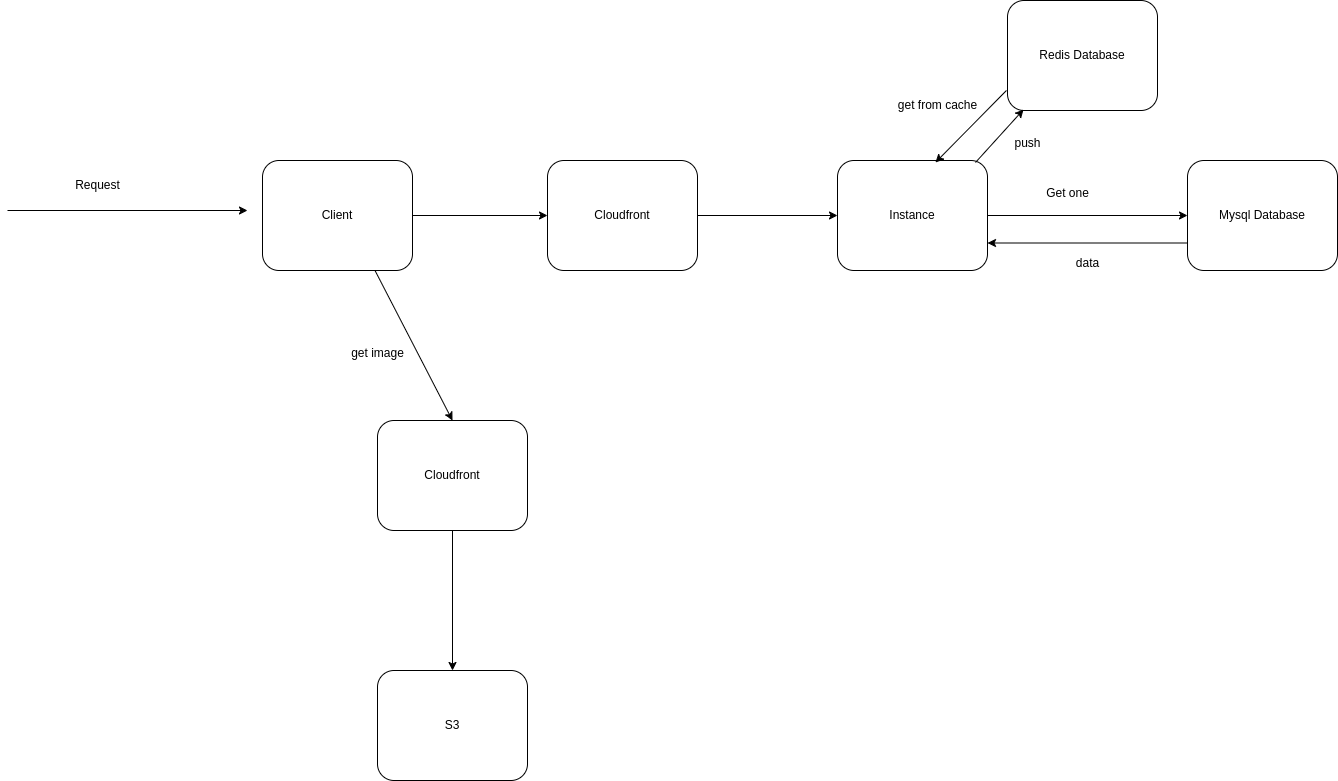 Redis Database
get from cache
push
Request
Client
Cloudfront
Instance
Get one
Mysql Database
data
get image
Cloudfront
S3